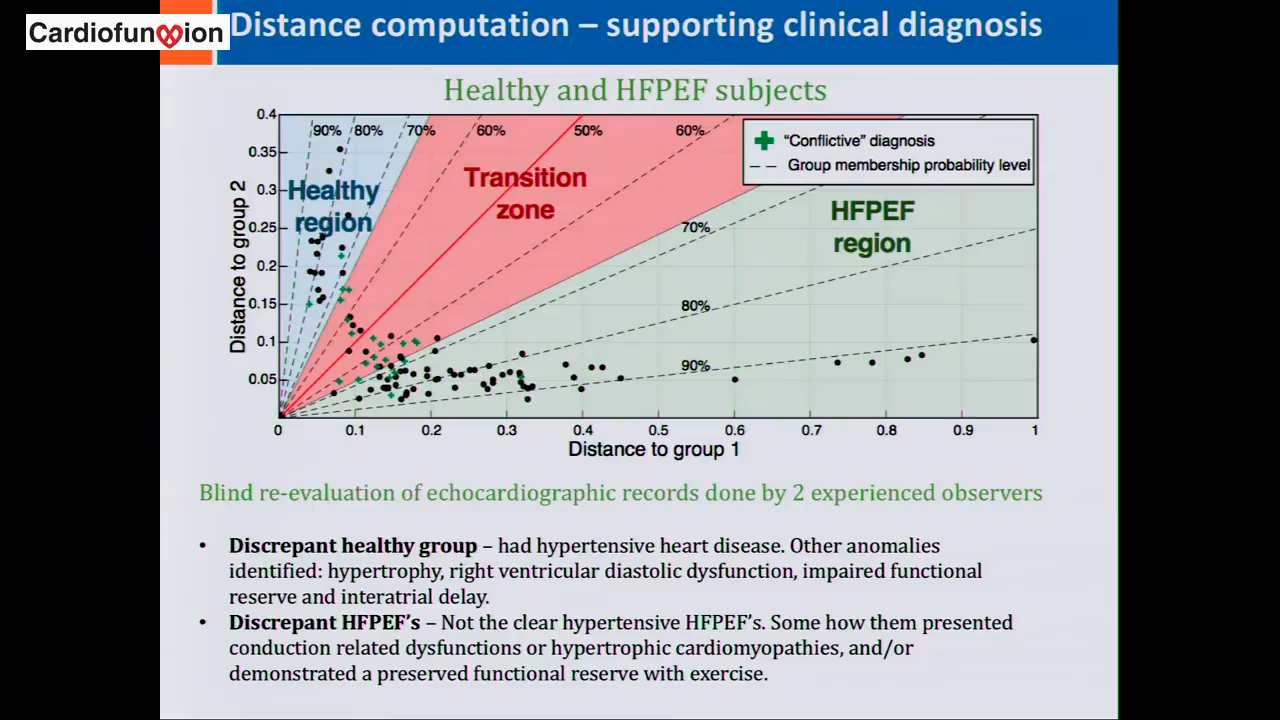 CardiofunXion
Distance computation – supporting clinical diagnosis
Healthy and HFPEF subjects
0.4
0.35
0.3
0.25
0.2
0.15
0.1
0.05
Distance to group 2
90% 80% 70% 60% 50% 60%
70%
80%
90%
Healthy
region
Transition
zone
HFPEF
region
"Conflictive" diagnosis
Group membership probability level
0 0.1 0.2 0.3 0.4 0.5 0.6 0.7 0.8 0.9 1
Distance to group 1
Blind re-evaluation of echocardiographic records done by 2 experienced observers
• Discrepant healthy group – had hypertensive heart disease. Other anomalies
identified: hypertrophy, right ventricular diastolic dysfunction, impaired functional
reserve and interatrial delay.
• Discrepant HFPEF's – Not the clear hypertensive HFPEF's. Some how them presented
conduction related dysfunctions or hypertrophic cardiomyopathies, and/or
demonstrated a preserved functional reserve with exercise.